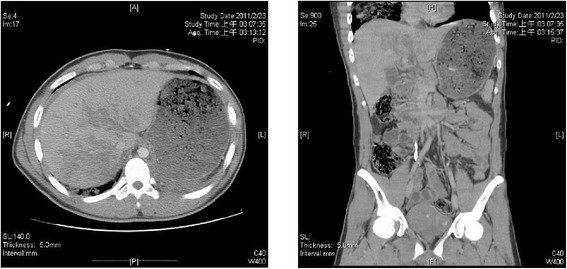 Se:4
Im:17
[A]
Study Date:2011/2/23
Study Time:上午 03:07:35
Acq. Time:上午 03:13:12
PID:
[R]
[L]
SL:140.0
Thickness: 5.0mm
Interval:mm
[P]
C40
W400
Se:900
Im:25
[H]
Study Date:2011/2/23
Study Time:上午 03:07:35
Acq. Time:上午 03:15:37
PID:
[R]
[L]
SL:
Thickness: 5.0mm
Interval:mm
C40
W400